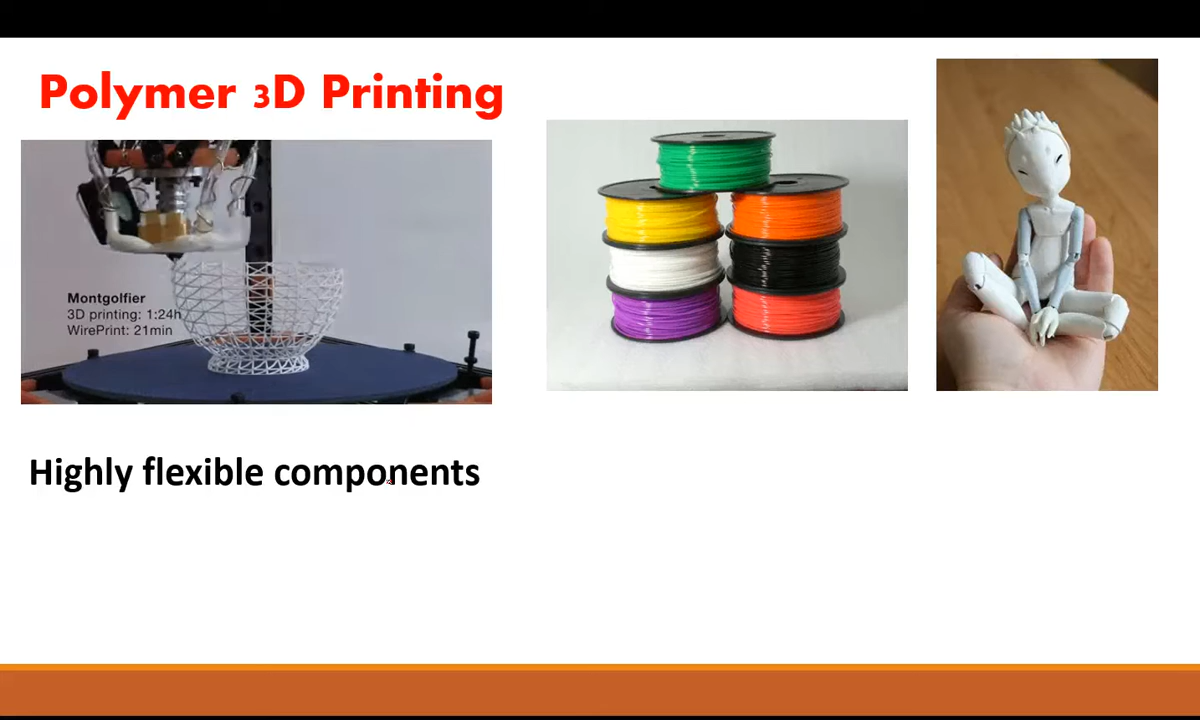 Polymer 3D Printing
Montgolfier
3D printing: 1:24h
WirePrint: 21min
Highly flexible components